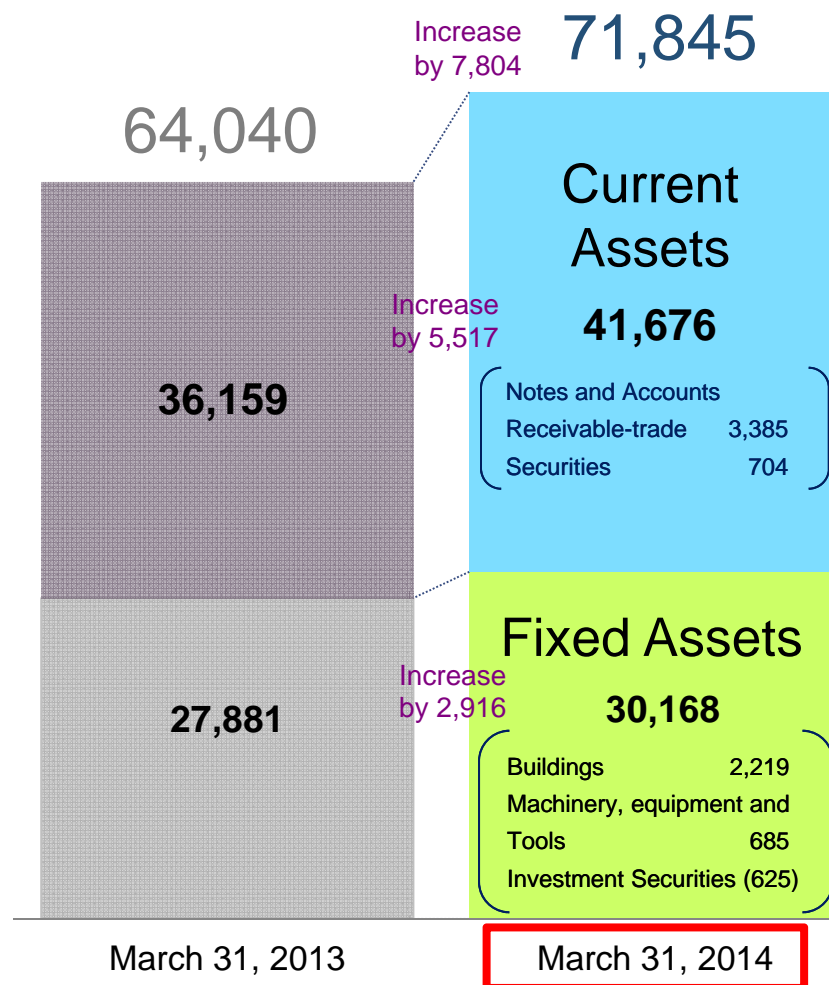 Increase
by 7,804
71,845
64,040
Current
Assets
Increase
by 5,517
41,676
36,159
Notes and Accounts
Receivable-trade 3,385
Securities 704
Fixed Assets
Increase
by 2,916
27,881
30,168
Buildings 2,219
Machinery, equipment and
Tools 685
Investment Securities (625)
March 31, 2013
March 31, 2014